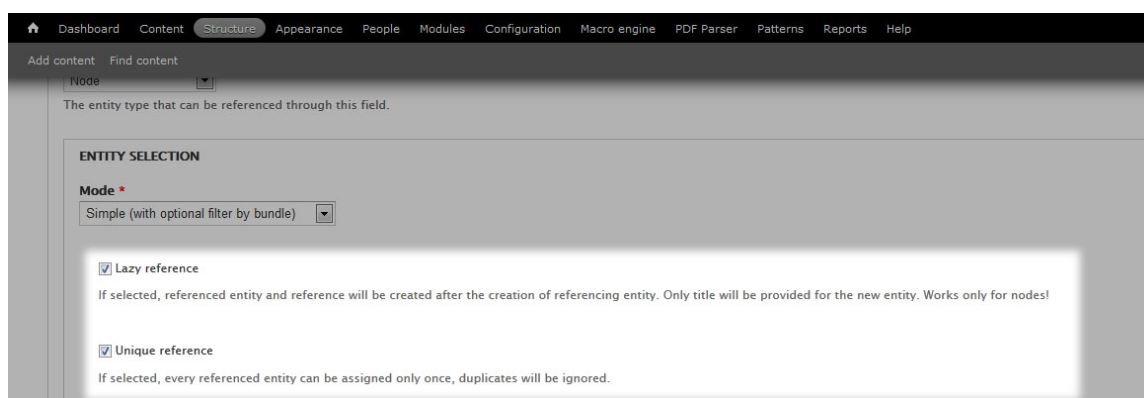 Dashboard Content Structure Appearance People Modules Configuration Macro engine PDF Parser Patterns Reports Help
Add content Find content
Node
The entity type that can be referenced through this field.
ENTITY SELECTION
Mode *
Simple (with optional filter by bundle)
Lazy reference
If selected, referenced entity and reference will be created after the creation of referencing entity. Only title will be provided for the new entity. Works only for nodes!
Unique reference
If selected, every referenced entity can be assigned only once, duplicates will be ignored.